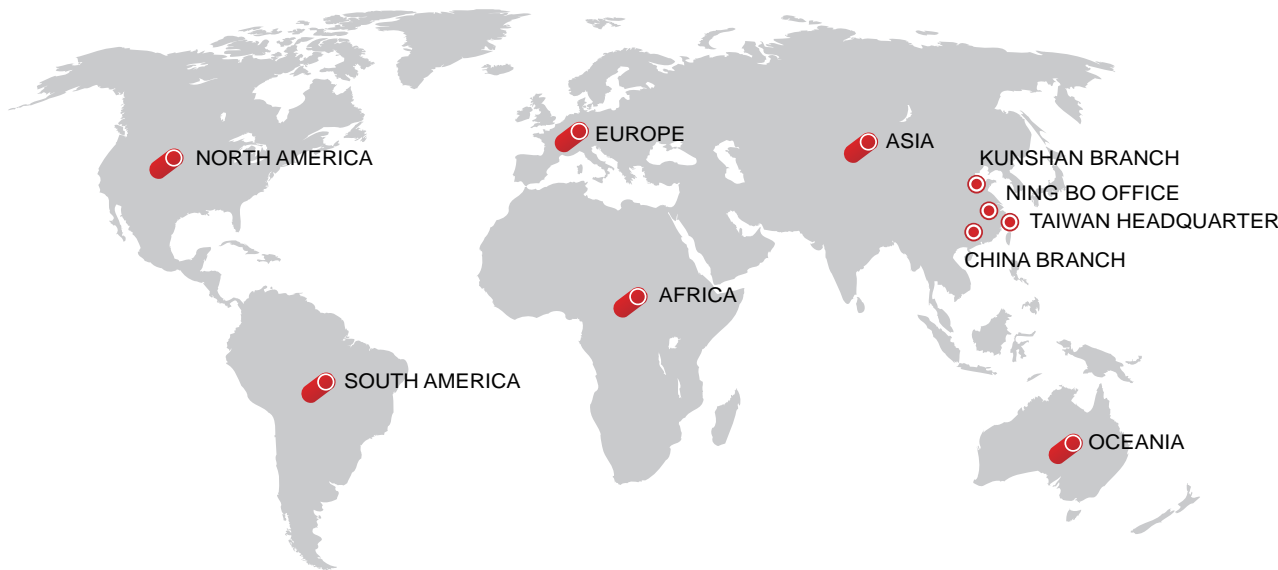 EUROPE
ASIA
NORTH AMERICA
KUNSHAN BRANCH
NING BO OFFICE
TAIWAN HEADQUARTER
CHINA BRANCH
AFRICA
SOUTH AMERICA
OCEANIA